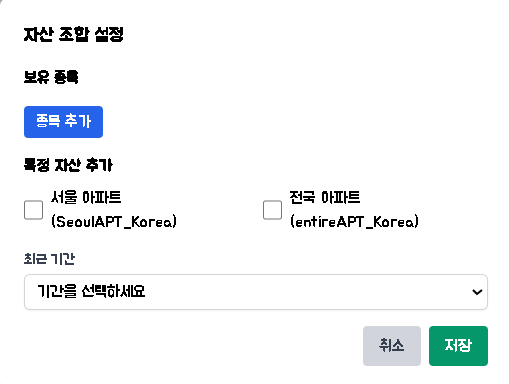 자산 조합 설정
보유 종목
종목 추가
특정 자산 추가
서울 아파트
(SeoulAPT_Korea)
전국 아파트
(entireAPT_Korea)
최근 기간
기간을 선택하세요
취소
저장